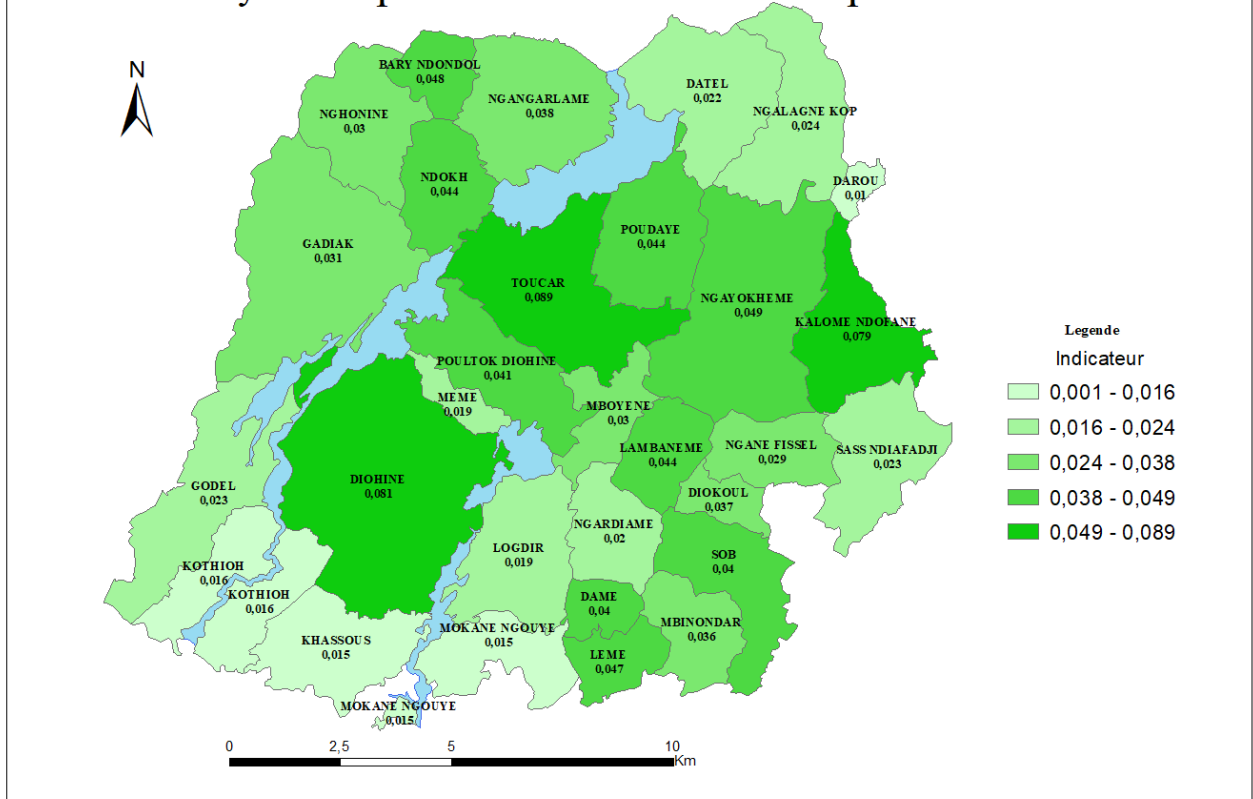 N
BARY NDONDOL
0,048
NGHONINE
0,03
NGANGARLAME
0,038
DATEL
0,022
NGALAGNE KOP
0,024
DAROU
0,01
NDOKH
0,044
GADIAK
0,031
POUDAYE
0,044
TOUCAR
0,089
NGAYOKHEME
0,049
KALOME NDOFANE
0,079
POULTOK DIOHINE
0,041
MEME
0,019
MBOYENE
0,03
LAMBANEME
0,044
NGANE FISSEL
0,029
SASS NDIAFADJI
0,023
DIOHINE
0,081
GODEL
0,023
DIOKOUL
0,037
NGARDIAME
0,02
LOGDIR
0,019
SOB
0,04
KOTHIOH
0,016
KOTHIOH
0,016
DAME
0,04
MBINONDAR
0,036
KHASSOUS
0,015
MOKANE NGOUYE
0,015
LEME
0,047
MOKANE NGOUYE
0,015
0 2,5 5 10
Km
Legende
Indicateur
0,001 - 0,016
0,016 - 0,024
0,024 - 0,038
0,038 - 0,049
0,049 - 0,089